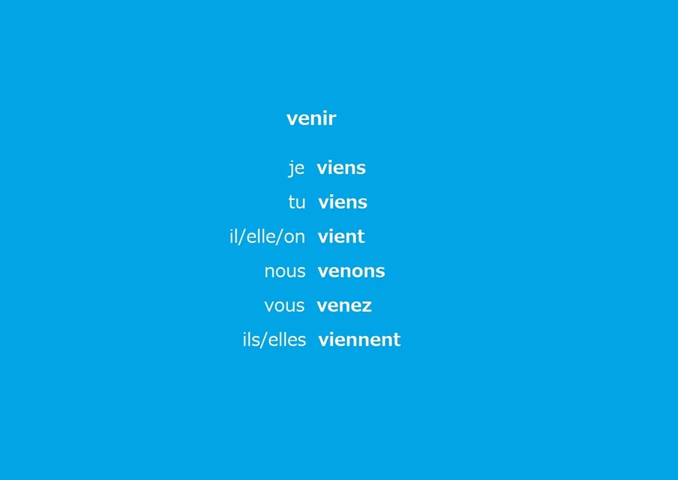 venir
je viens
tu viens
il/elle/on vient
nous venons
vous venez
ils/elles viennent